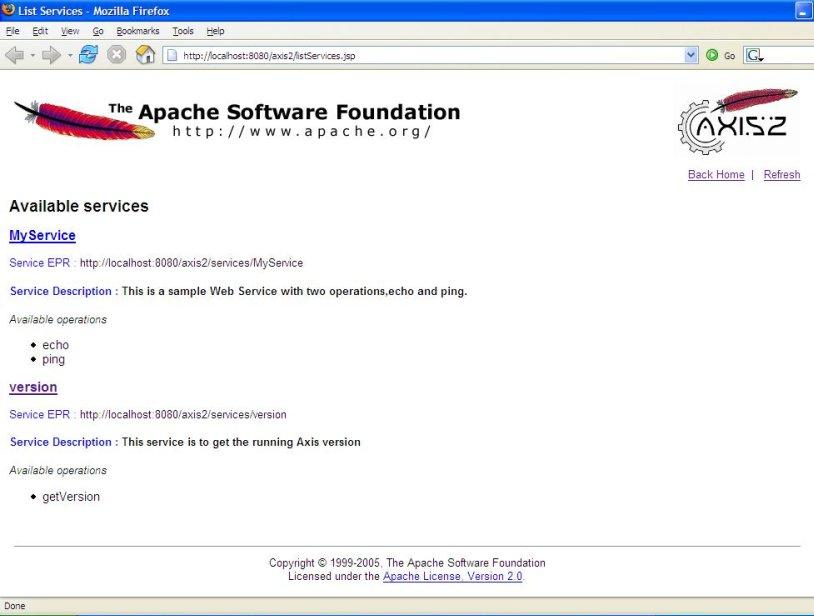 List Services - Mozilla Firefox
File Edit View Go Bookmarks Tools Help
http://localhost:8080/axis2/listServices.jsp Go G
The Apache Software Foundation
http://www.apache.org/
AXIS2
Back Home | Refresh
Available services
MyService
Service EPR : http://localhost:8080/axis2/services/MyService
Service Description : This is a sample Web Service with two operations,echo and ping.
Available operations
echo
ping
version
Service EPR : http://localhost:8080/axis2/services/version
Service Description : This service is to get the running Axis version
Available operations
getVersion
Copyright © 1999-2005, The Apache Software Foundation
Licensed under the Apache License, Version 2.0.
Done